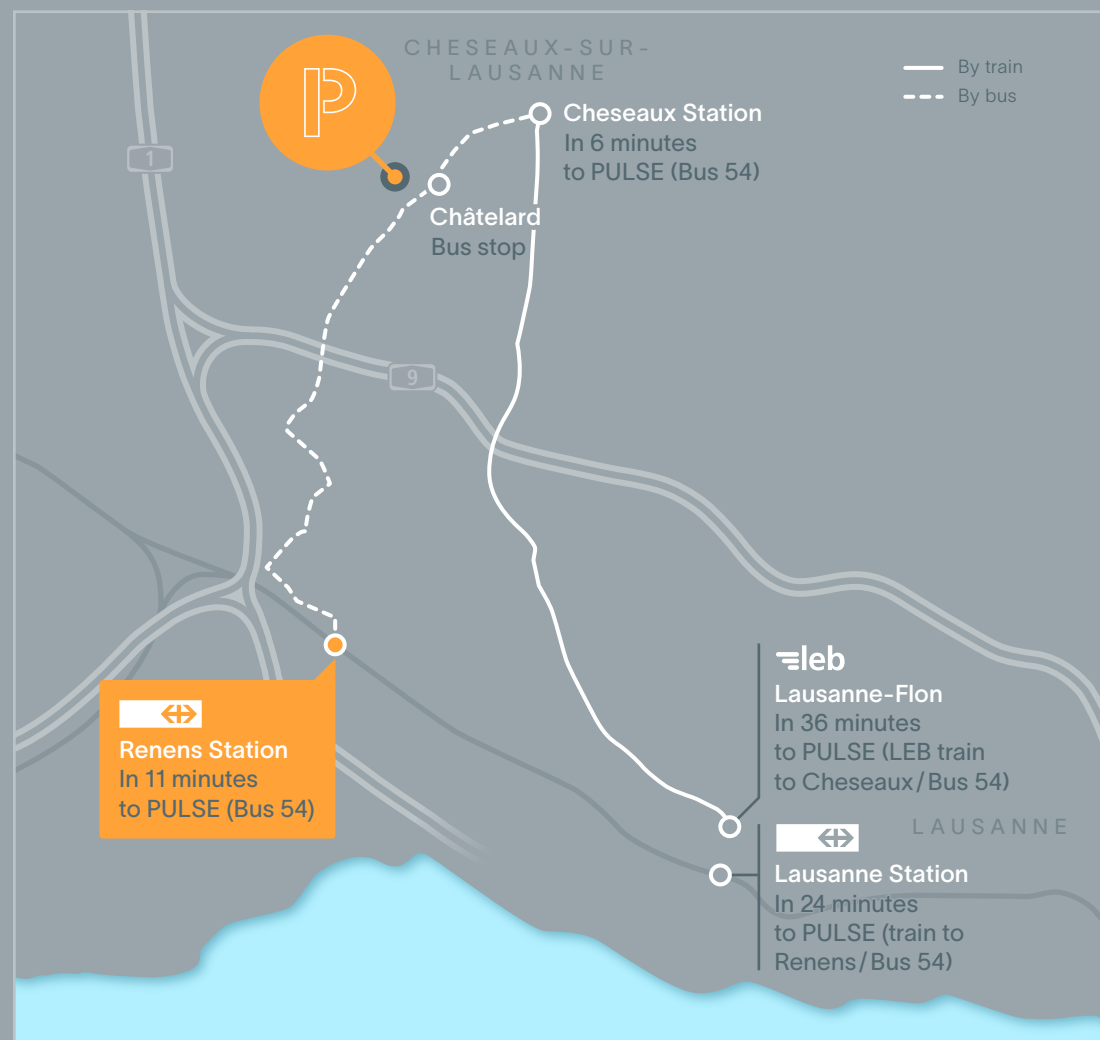 CHESEAUX-SUR-
LAUSANNE
By train
By bus
P
Cheseaux Station
In 6 minutes
to PULSE (Bus 54)
1
Châtelard
Bus stop
9
leb
Lausanne-Flon
In 36 minutes
to PULSE (LEB train
to Cheseaux/Bus 54)
Renens Station
In 11 minutes
to PULSE (Bus 54)
LAUSANNE
Lausanne Station
In 24 minutes
to PULSE (train to
Renens/Bus 54)